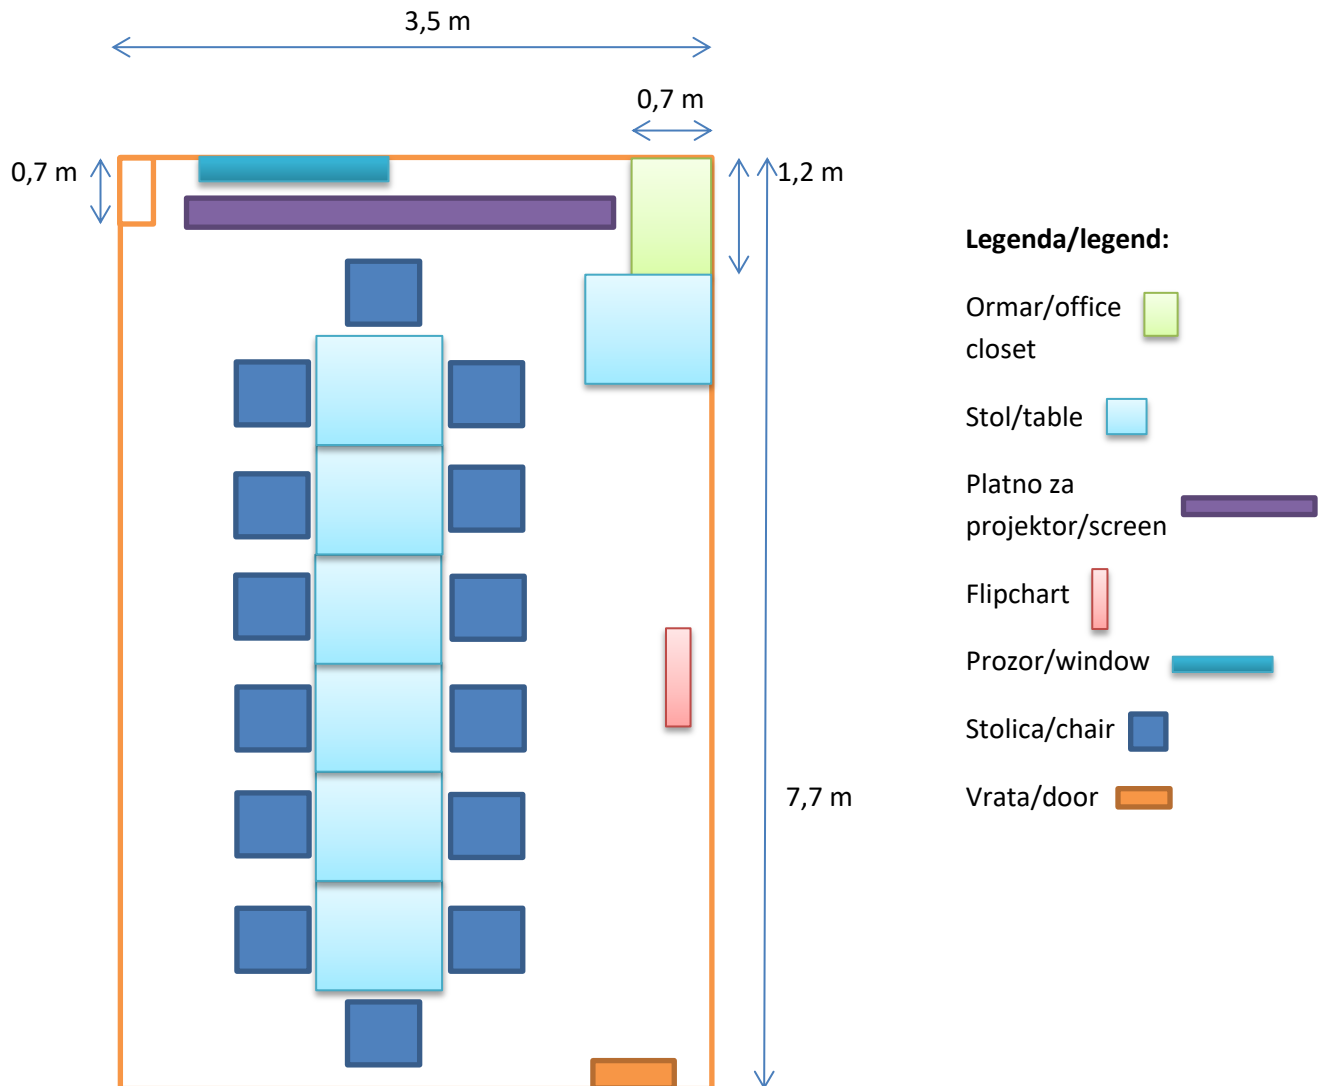 3,5 m
0,7 m
0,7 m
1,2 m
7,7 m
Legenda/legend:
Ormar/office
closet
Stol/table
Platno za
projektor/screen
Flipchart
Prozor/window
Stolica/chair
Vrata/door